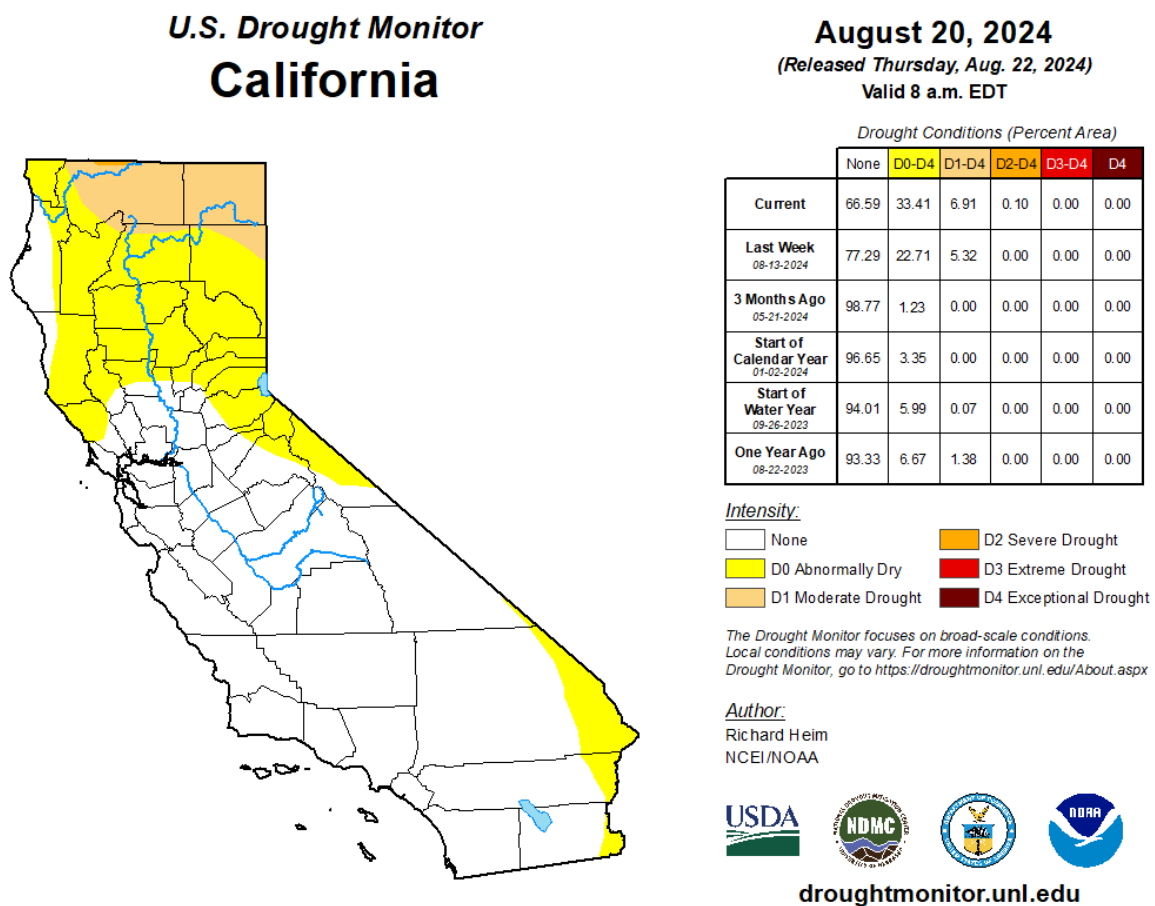 U.S. Drought Monitor
California
August 20, 2024
(Released Thursday, Aug. 22, 2024)
Valid 8 a.m. EDT
Drought Conditions (Percent Area)
None D0-D4 D1-D4 D2-D4 D3-D4 D4
Current 66.59 33.41 6.91 0.10 0.00 0.00
Last Week
08-13-2024 77.29 22.71 5.32 0.00 0.00 0.00
3 Months Ago
05-21-2024 98.77 1.23 0.00 0.00 0.00 0.00
Start of
Calendar Year
01-02-2024 96.65 3.35 0.00 0.00 0.00 0.00
Start of
Water Year
09-26-2023 94.01 5.99 0.07 0.00 0.00 0.00
One Year Ago
08-22-2023 93.33 6.67 1.38 0.00 0.00 0.00
Intensity:
None
D0 Abnormally Dry
D1 Moderate Drought
D2 Severe Drought
D3 Extreme Drought
D4 Exceptional Drought
The Drought Monitor focuses on broad-scale conditions.
Local conditions may vary. For more information on the
Drought Monitor, go to https://droughtmonitor.unl.edu/About.aspx
Author:
Richard Heim
NCEI/NOAA
USDA
NDMC
NOAA
droughtmonitor.unl.edu